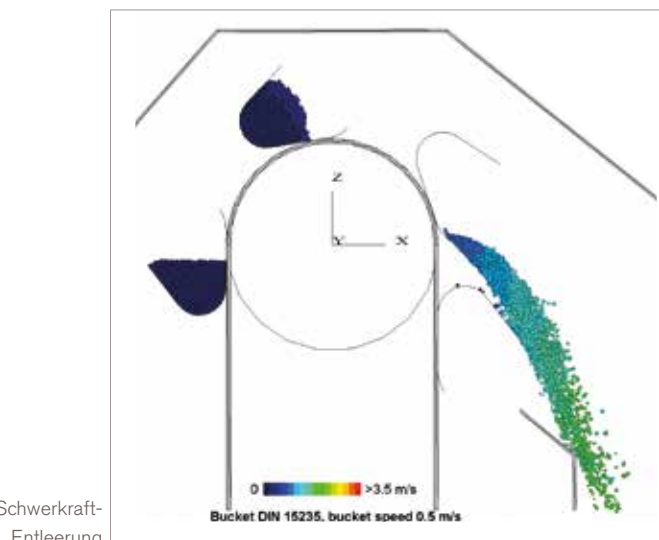 Z
Y X
0 >3.5 m/s
Bucket DIN 15235, bucket speed 0.5 m/s
Schwerkraft-
Entleerung